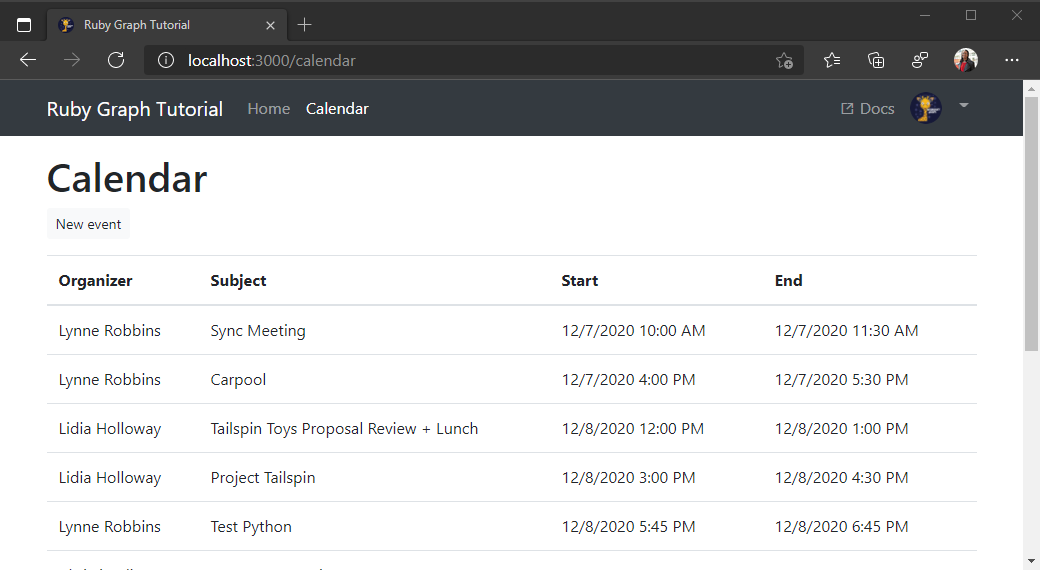 Ruby Graph Tutorial
localhost:3000/calendar
Ruby Graph Tutorial Home Calendar Docs
Calendar
New event
Organizer Subject Start End
Lynne Robbins Sync Meeting 12/7/2020 10:00 AM 12/7/2020 11:30 AM
Lynne Robbins Carpool 12/7/2020 4:00 PM 12/7/2020 5:30 PM
Lidia Holloway Tailspin Toys Proposal Review + Lunch 12/8/2020 12:00 PM 12/8/2020 1:00 PM
Lidia Holloway Project Tailspin 12/8/2020 3:00 PM 12/8/2020 4:30 PM
Lynne Robbins Test Python 12/8/2020 5:45 PM 12/8/2020 6:45 PM